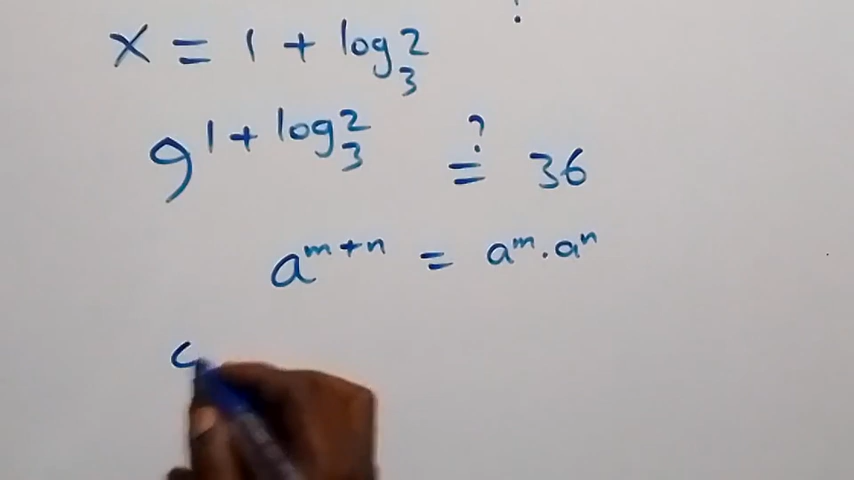 x = 1 + log₃2
9^(1 + log₃2) ≟ 36
a^(m+n) = a^m · a^n